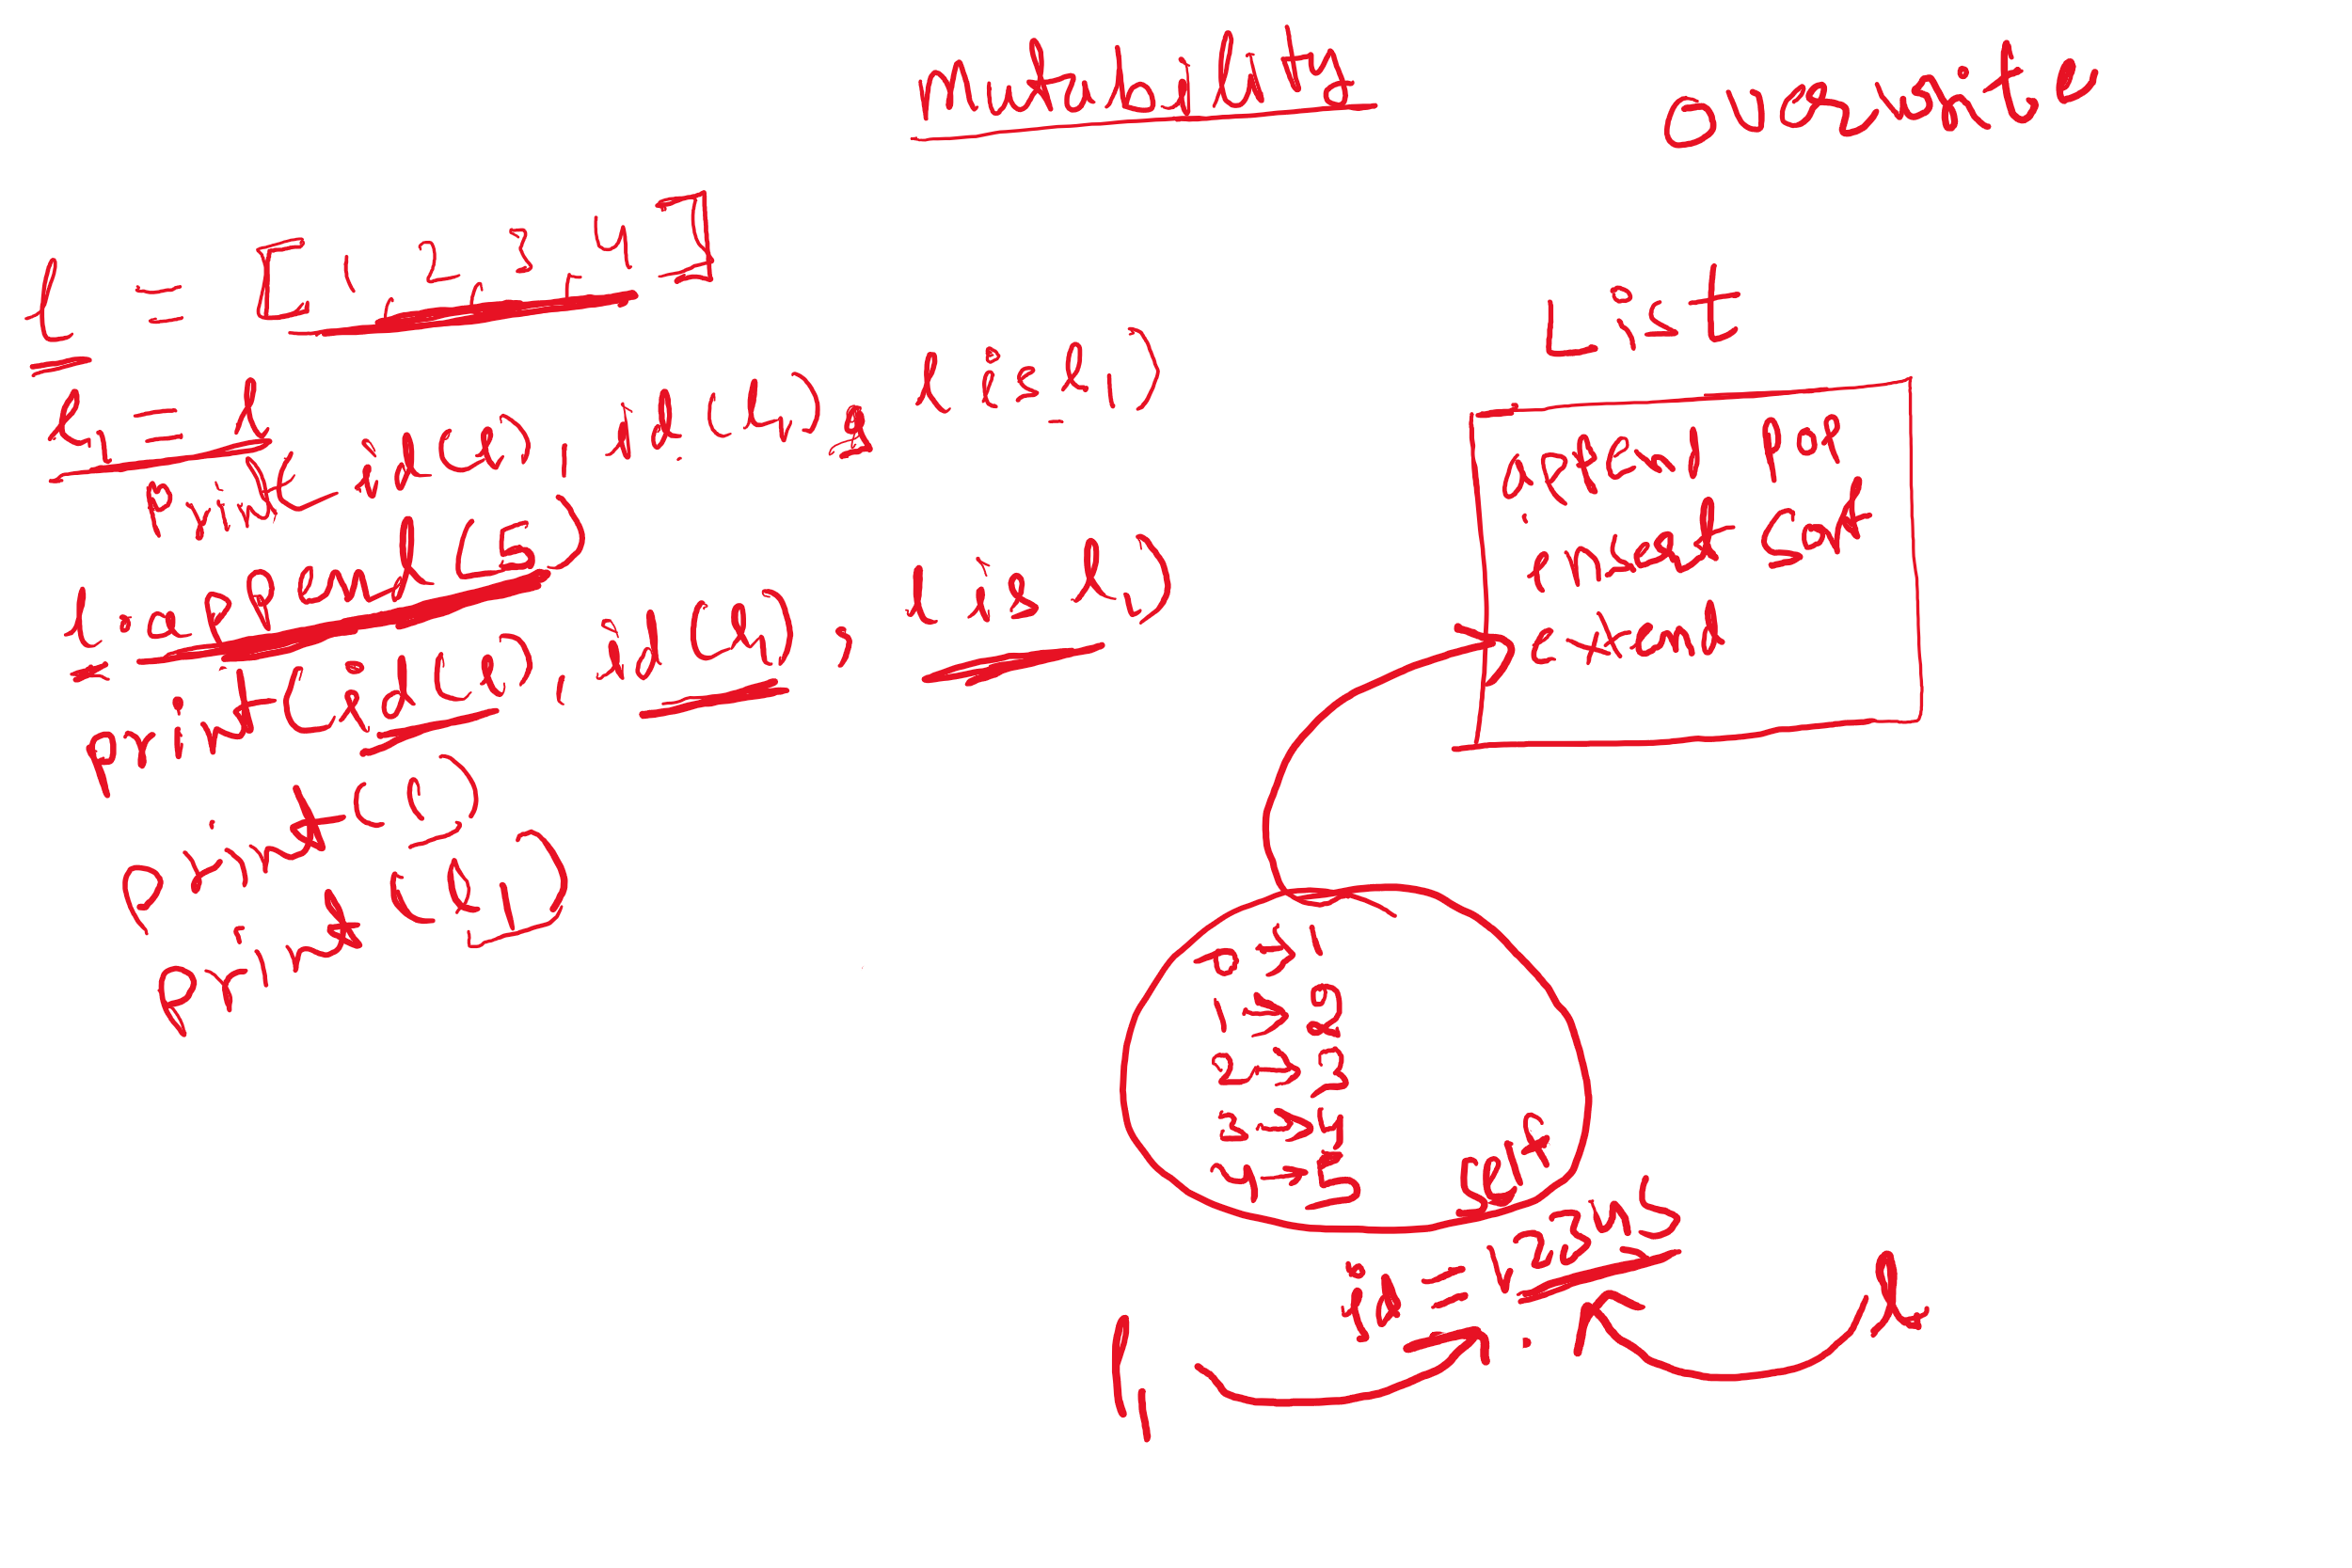 mutability
overwrite
l = [1, 2, 3, 4]
l1 = l
print id(l), id(l1), l is l1)
l.append(5)
print(id(l), id(l1), l is l1)
print(l)
print(l1)
List
append pop
insert sort
extend
0 → 1
1 → 2
2 → 3
3 → 4
4 → 5
self
id = 12345
l1
l